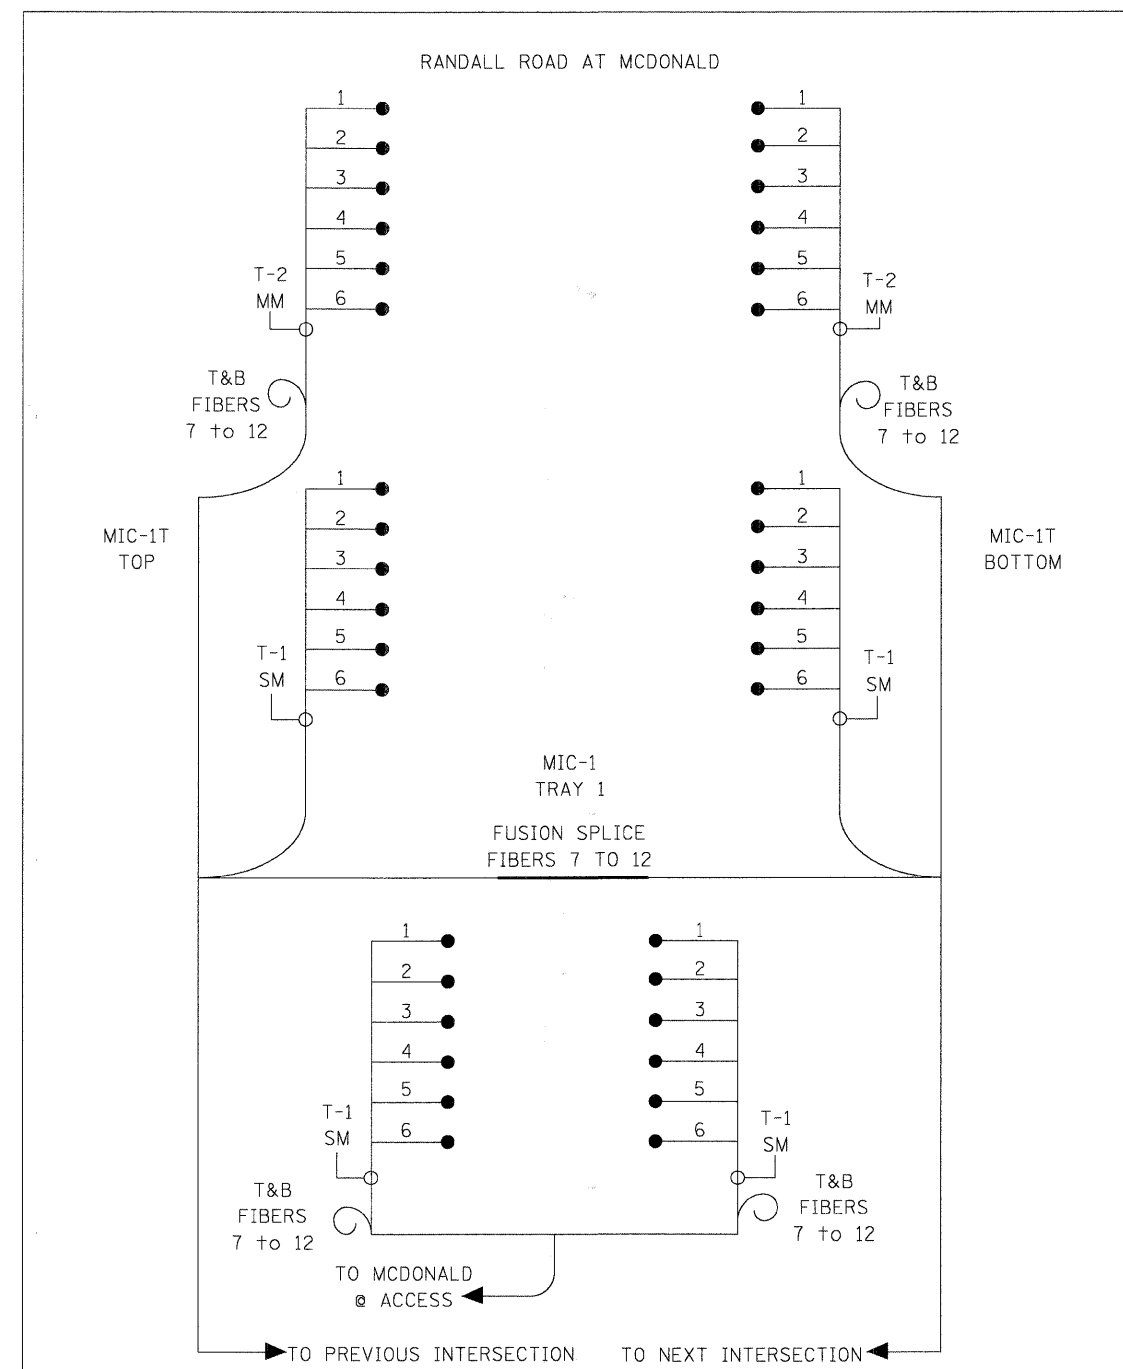 RANDALL ROAD AT MCDONALD
1
2
3
4
5
6
T-2
MM
T&B
FIBERS
7 to 12
1
2
3
4
5
6
T-2
MM
T&B
FIBERS
7 to 12
MIC-1T
TOP
1
2
3
4
5
6
T-1
SM
1
2
3
4
5
6
T-1
SM
MIC-1T
BOTTOM
MIC-1
TRAY 1
FUSION SPLICE
FIBERS 7 TO 12
1
2
3
4
5
6
T-1
SM
T&B
FIBERS
7 to 12
1
2
3
4
5
6
T-1
SM
T&B
FIBERS
7 to 12
TO MCDONALD
@ ACCESS
TO PREVIOUS INTERSECTION
TO NEXT INTERSECTION